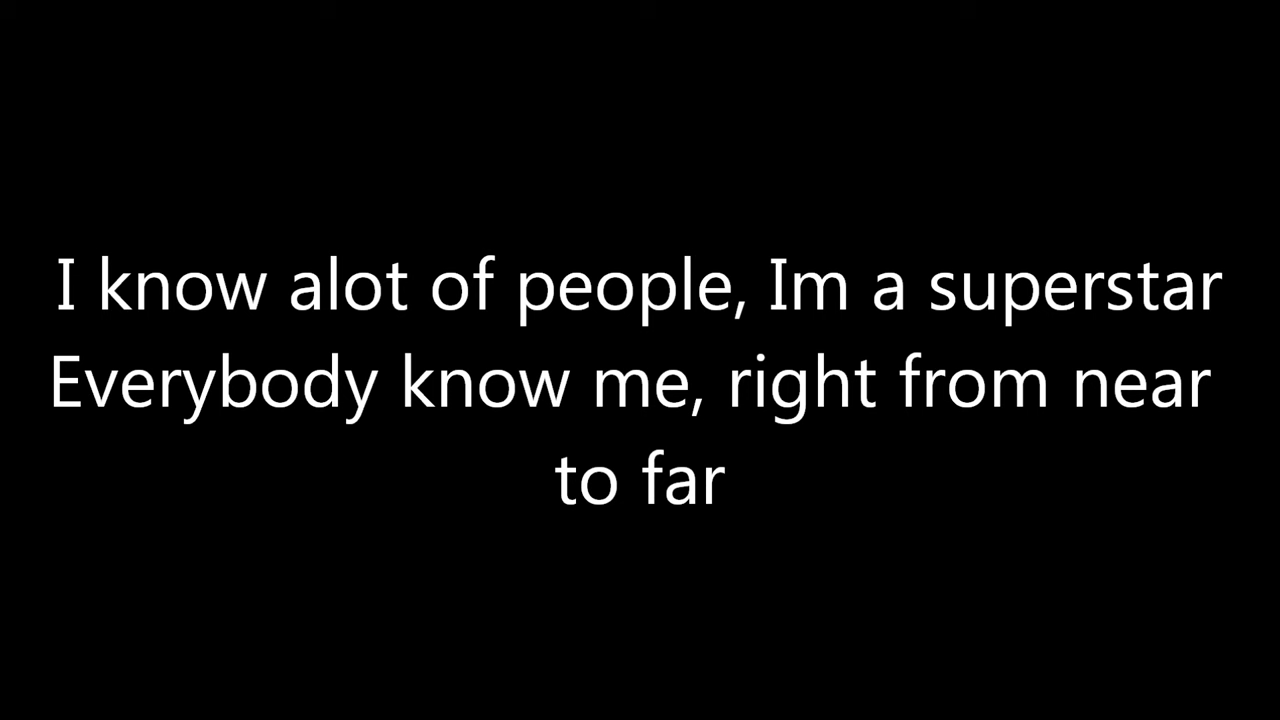 I know alot of people, Im a superstar
Everybody know me, right from near
to far